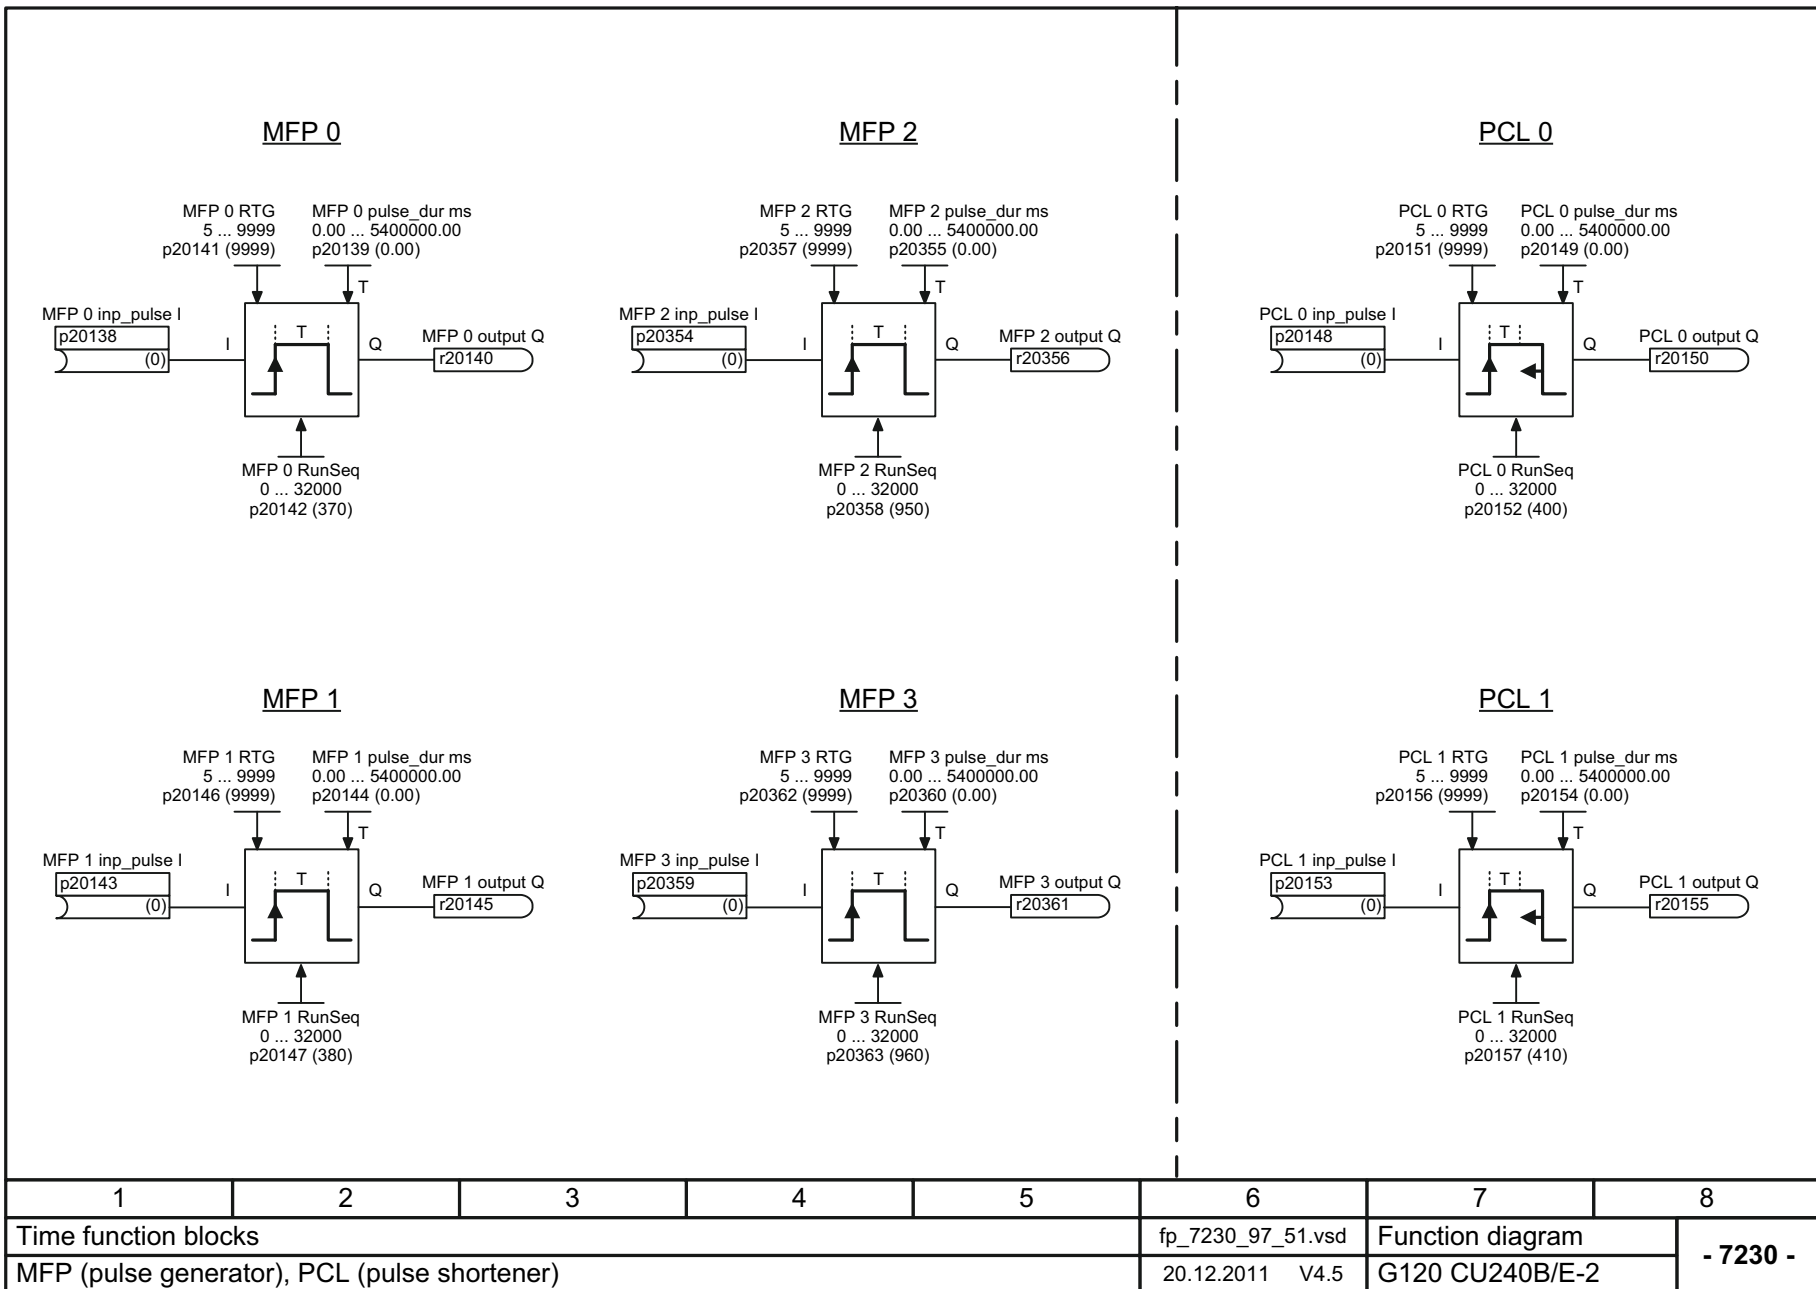 MFP 0
MFP 0 RTG
5 ... 9999
p20141 (9999)
MFP 0 pulse_dur ms
0.00 ... 5400000.00
p20139 (0.00)
T
MFP 0 inp_pulse I
p20138
(0)
I
T
Q
MFP 0 output Q
r20140
MFP 0 RunSeq
0 ... 32000
p20142 (370)
MFP 2
MFP 2 RTG
5 ... 9999
p20357 (9999)
MFP 2 pulse_dur ms
0.00 ... 5400000.00
p20355 (0.00)
T
MFP 2 inp_pulse I
p20354
(0)
I
T
Q
MFP 2 output Q
r20356
MFP 2 RunSeq
0 ... 32000
p20358 (950)
PCL 0
PCL 0 RTG
5 ... 9999
p20151 (9999)
PCL 0 pulse_dur ms
0.00 ... 5400000.00
p20149 (0.00)
T
PCL 0 inp_pulse I
p20148
(0)
I
T
Q
PCL 0 output Q
r20150
PCL 0 RunSeq
0 ... 32000
p20152 (400)
MFP 1
MFP 1 RTG
5 ... 9999
p20146 (9999)
MFP 1 pulse_dur ms
0.00 ... 5400000.00
p20144 (0.00)
T
MFP 1 inp_pulse I
p20143
(0)
I
T
Q
MFP 1 output Q
r20145
MFP 1 RunSeq
0 ... 32000
p20147 (380)
MFP 3
MFP 3 RTG
5 ... 9999
p20362 (9999)
MFP 3 pulse_dur ms
0.00 ... 5400000.00
p20360 (0.00)
T
MFP 3 inp_pulse I
p20359
(0)
I
T
Q
MFP 3 output Q
r20361
MFP 3 RunSeq
0 ... 32000
p20363 (960)
PCL 1
PCL 1 RTG
5 ... 9999
p20156 (9999)
PCL 1 pulse_dur ms
0.00 ... 5400000.00
p20154 (0.00)
T
PCL 1 inp_pulse I
p20153
(0)
I
T
Q
PCL 1 output Q
r20155
PCL 1 RunSeq
0 ... 32000
p20157 (410)
1 2 3 4 5 6 7 8
Time function blocks
fp_7230_97_51.vsd
Function diagram
- 7230 -
MFP (pulse generator), PCL (pulse shortener)
20.12.2011 V4.5
G120 CU240B/E-2